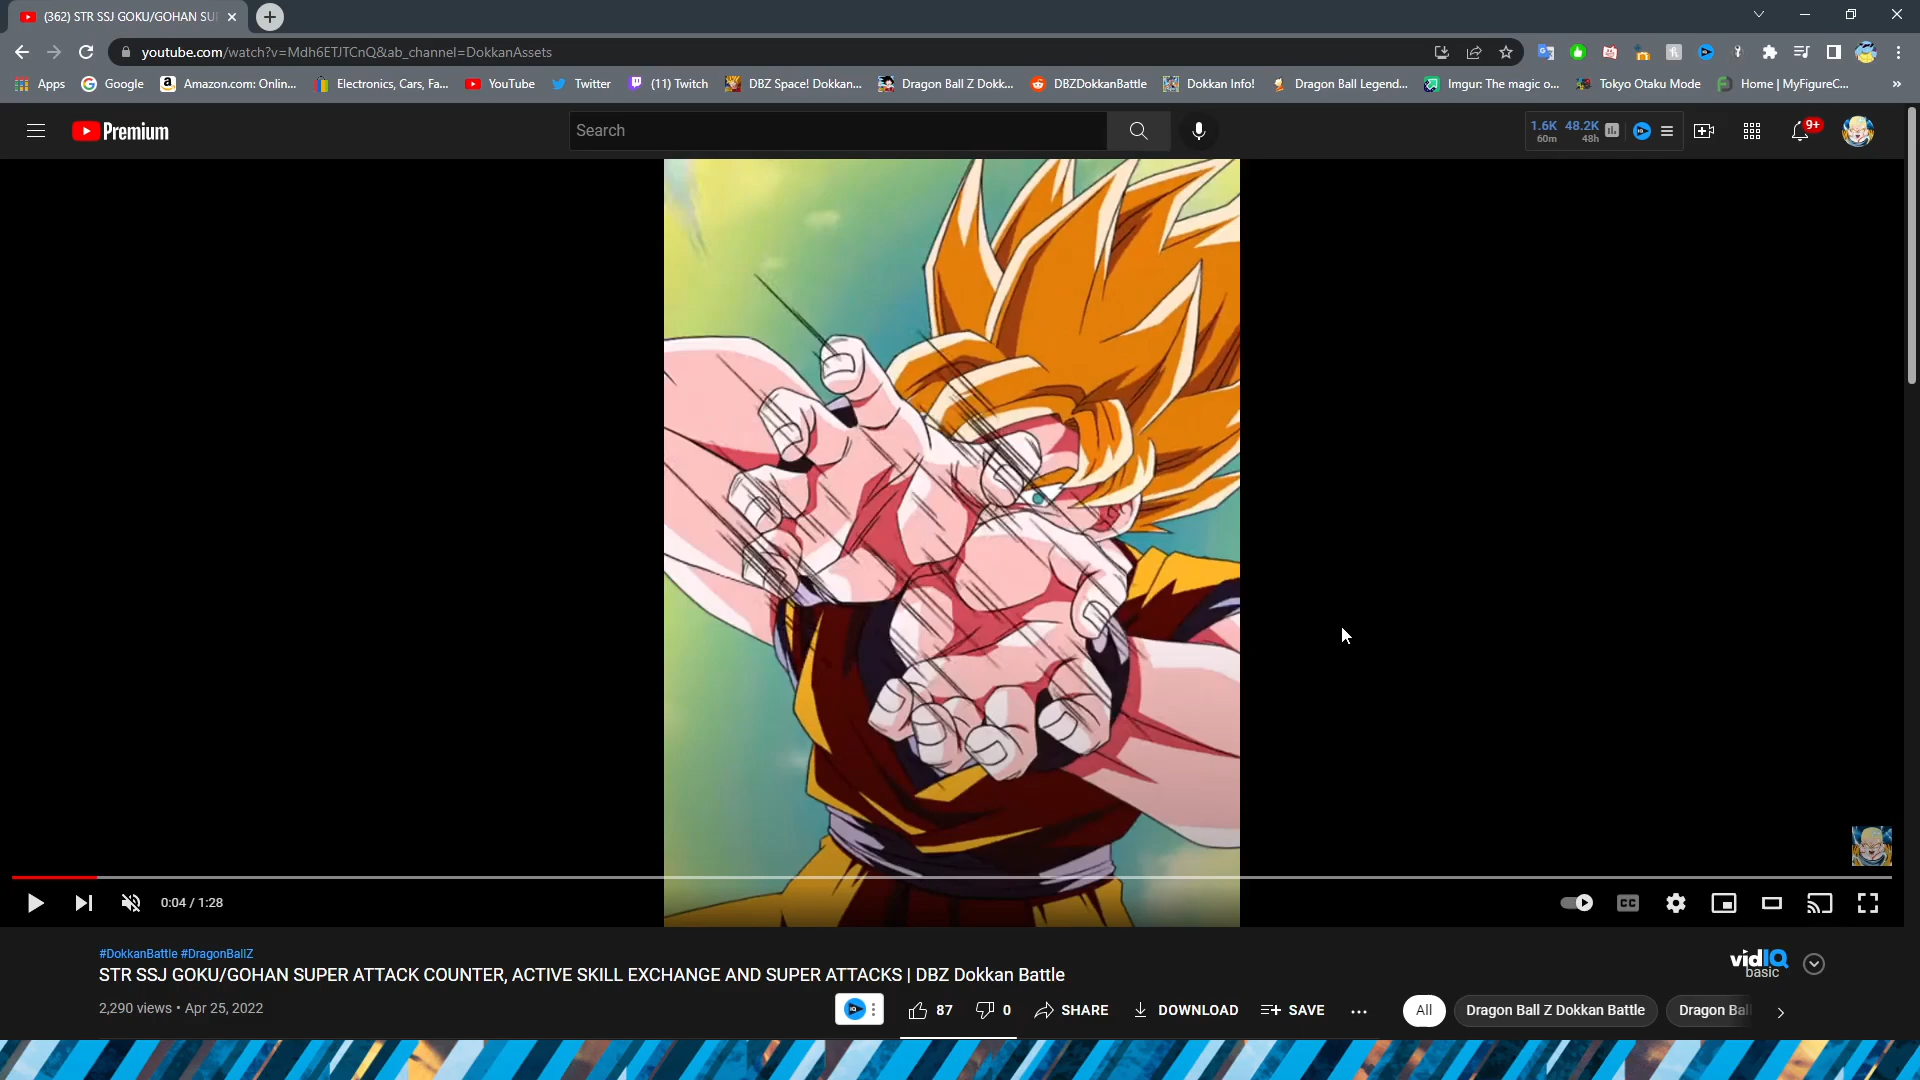 (362) STR SSJ GOKU/GOHAN SU
youtube.com/watch?v=Mdh6ETJTCnQ&ab_channel=DokkanAssets
Apps
Google
Amazon.com: Onlin...
Electronics, Cars, Fa...
YouTube
Twitter
(11) Twitch
DBZ Space! Dokkan...
Dragon Ball Z Dokk...
DBZDokkanBattle
Dokkan Info!
Dragon Ball Legend...
Imgur: The magic o...
Tokyo Otaku Mode
Home | MyFigureC...
»
Premium
Search
1.6K 48.2K
60m 48h
9+
0:04 / 1:28
CC
#DokkanBattle #DragonBallZ
STR SSJ GOKU/GOHAN SUPER ATTACK COUNTER, ACTIVE SKILL EXCHANGE AND SUPER ATTACKS | DBZ Dokkan Battle
vidIQ
basic
2,290 views • Apr 25, 2022
87
0
SHARE
DOWNLOAD
SAVE
...
All
Dragon Ball Z Dokkan Battle
Dragon Bal